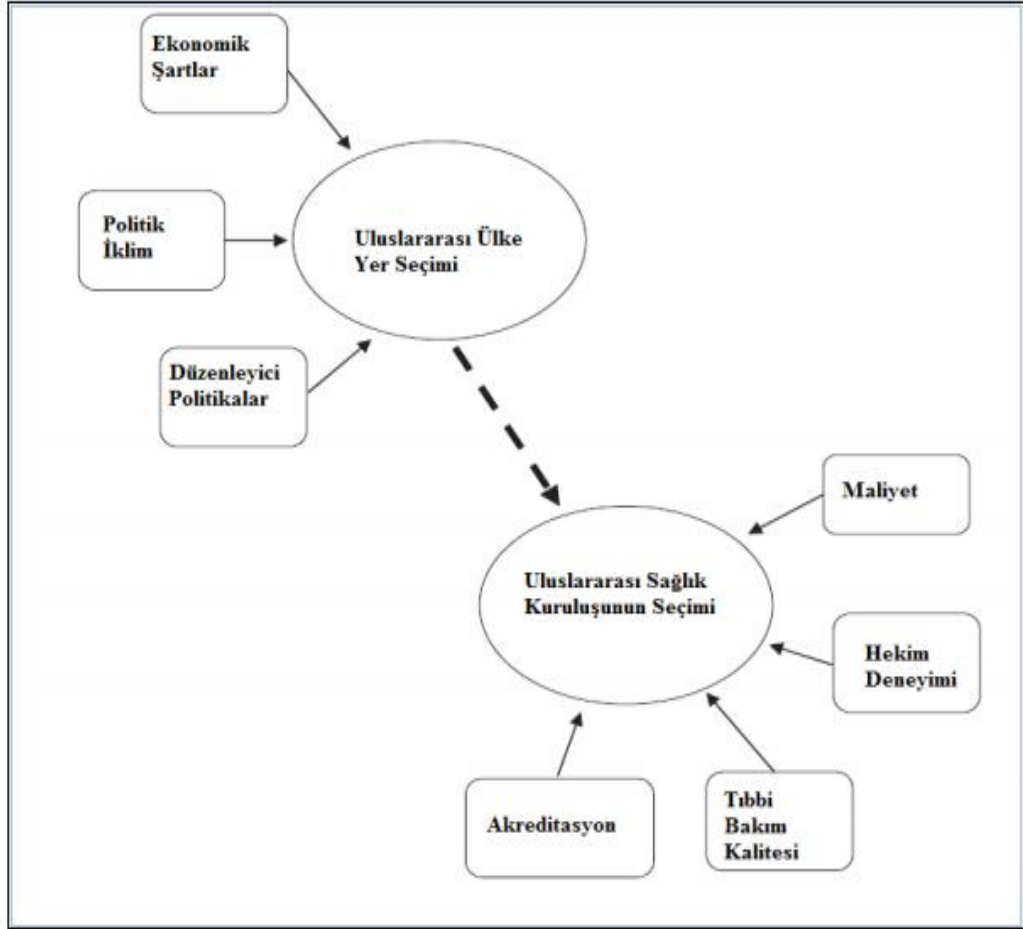 Ekonomik
Şartlar
Politik
İklim
Uluslararası Ülke
Yer Seçimi
Düzenleyici
Politikalar
Maliyet
Uluslararası Sağlık
Kuruluşunun Seçimi
Hekim
Deneyimi
Akreditasyon
Tıbbi
Bakım
Kalitesi